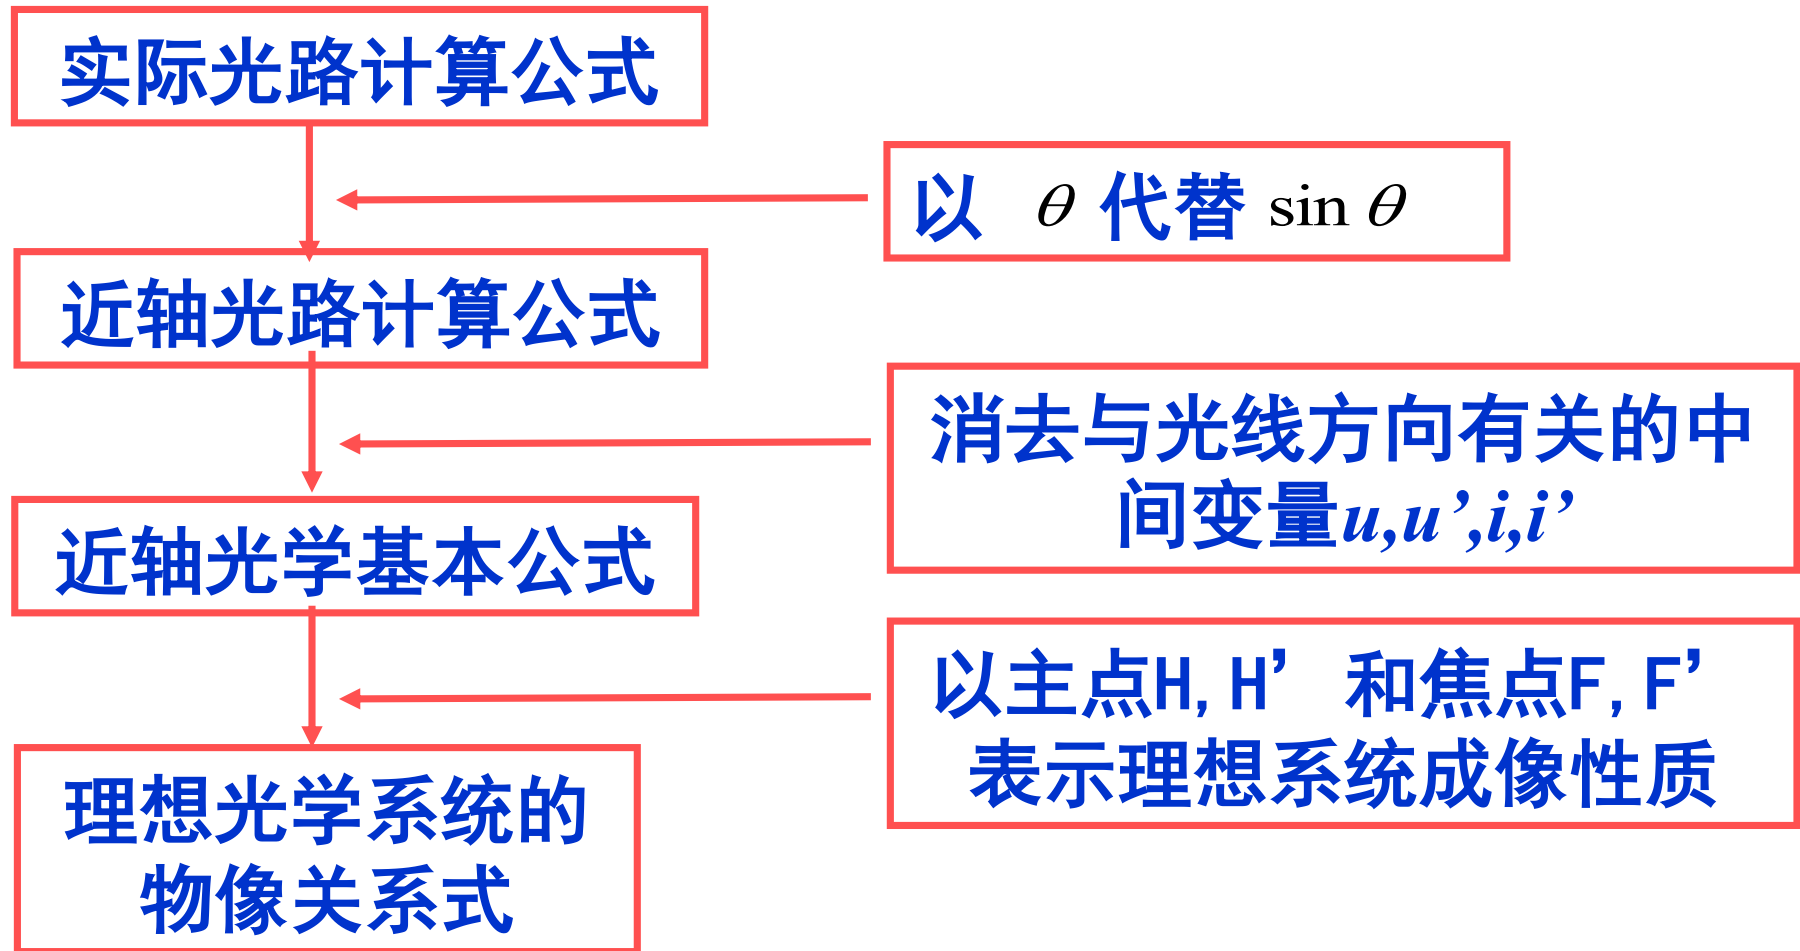 实际光路计算公式
以 θ 代替 sin θ
近轴光路计算公式
消去与光线方向有关的中
间变量u,u’,i,i’
近轴光学基本公式
以主点H,H’ 和焦点F,F’
表示理想系统成像性质
理想光学系统的
物像关系式